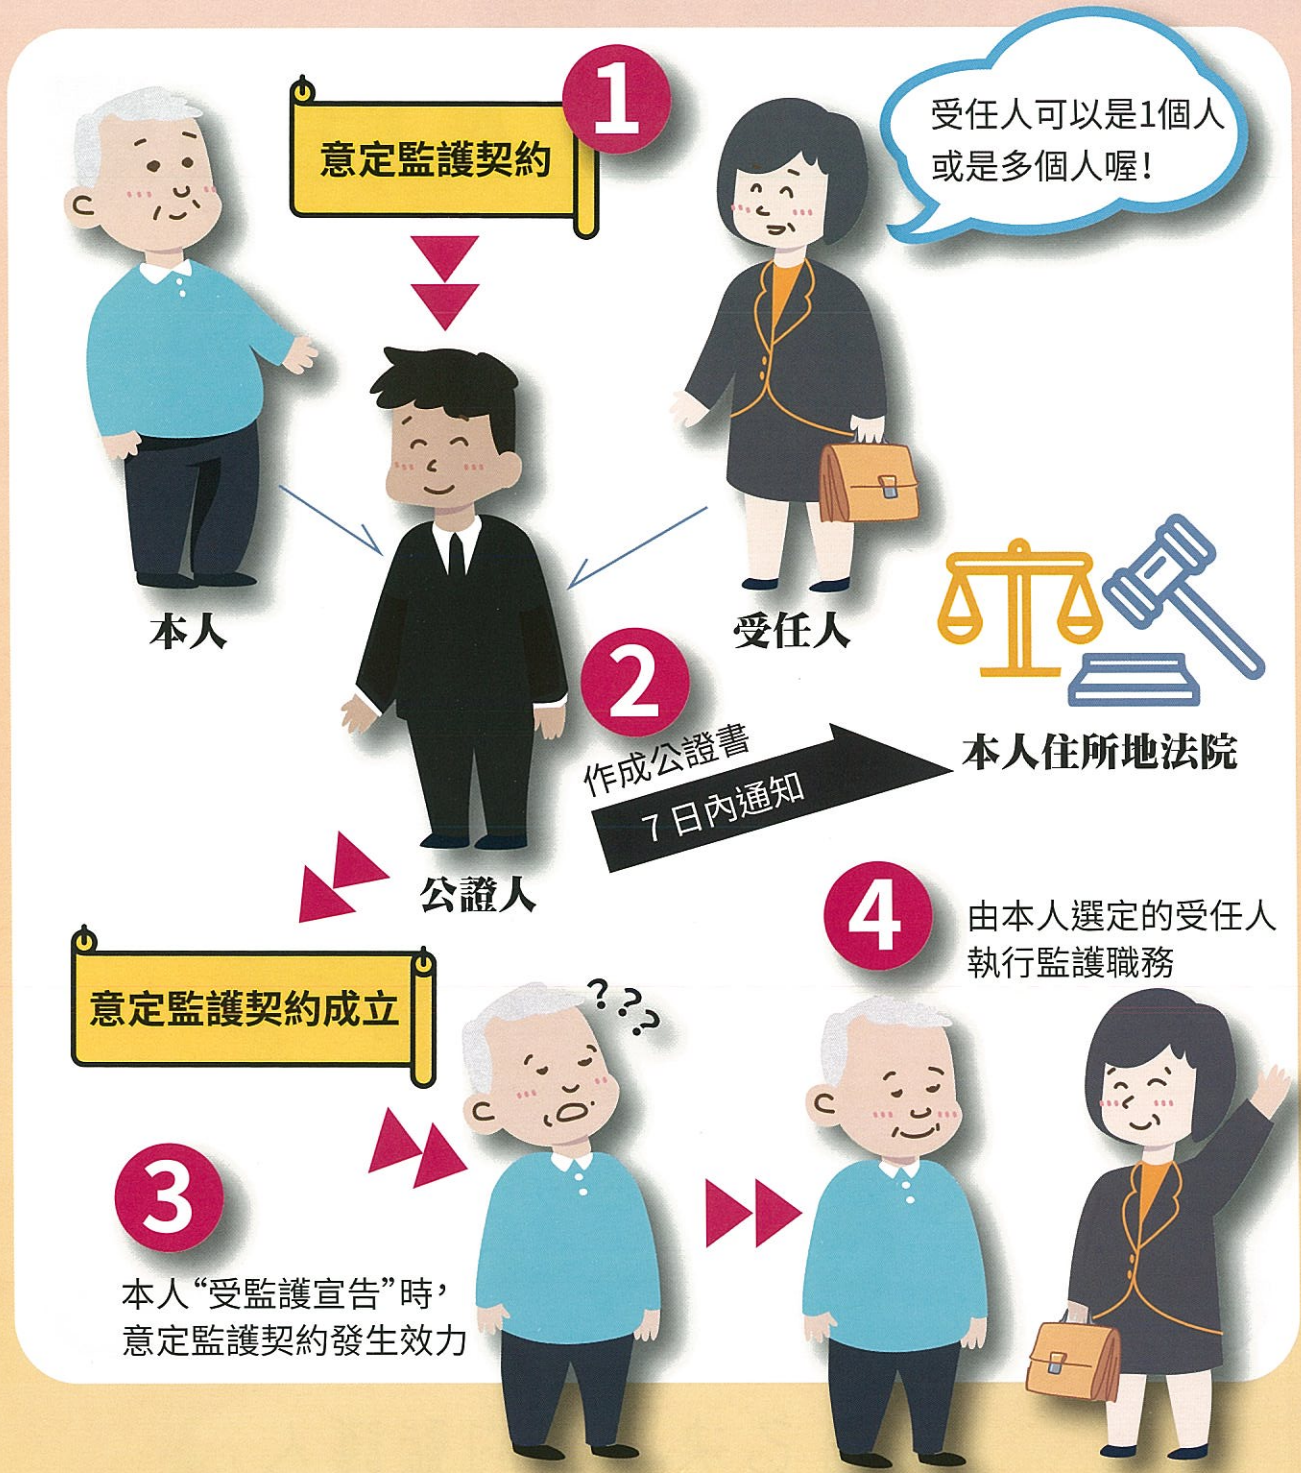 1
意定監護契約
受任人可以是1個人
或是多個人喔！
本人
受任人
2
作成公證書
7日內通知
本人住所地法院
公證人
意定監護契約成立
???
3
本人“受監護宣告”時，
意定監護契約發生效力
4
由本人選定的受任人
執行監護職務